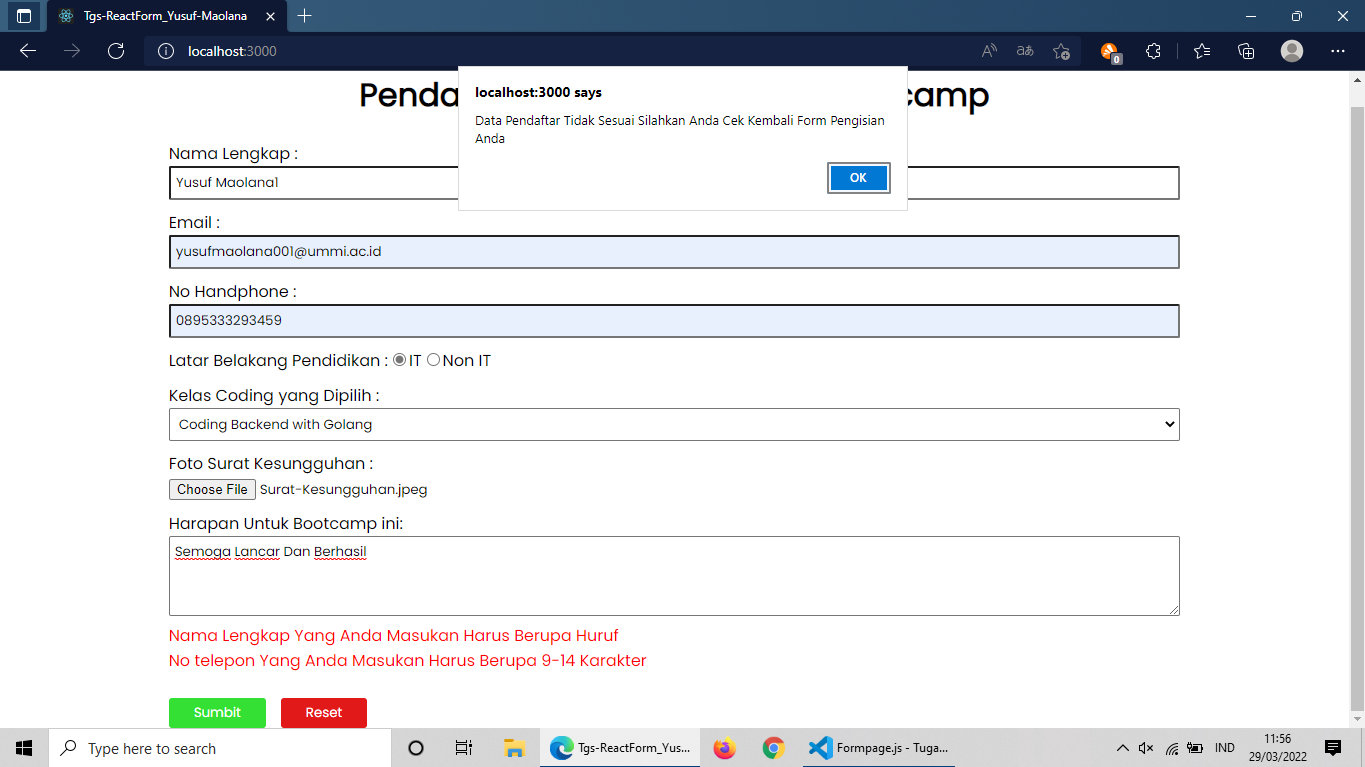 Tgs-ReactForm_Yusuf-Maolana
localhost:3000
0
Penda
camp
localhost:3000 says
Data Pendaftar Tidak Sesuai Silahkan Anda Cek Kembali Form Pengisian
Anda
OK
Nama Lengkap :
Yusuf Maolana1
Email :
yusufmaolana001@ummi.ac.id
No Handphone :
0895333293459
Latar Belakang Pendidikan : IT Non IT
Kelas Coding yang Dipilih :
Coding Backend with Golang
Foto Surat Kesungguhan :
Choose File Surat-Kesungguhan.jpeg
Harapan Untuk Bootcamp ini:
Semoga Lancar Dan Berhasil
Nama Lengkap Yang Anda Masukan Harus Berupa Huruf
No telepon Yang Anda Masukan Harus Berupa 9-14 Karakter
Sumbit Reset
Type here to search
Tgs-ReactForm_Yus...
Formpage.js - Tuga...
IND
11:56
29/03/2022